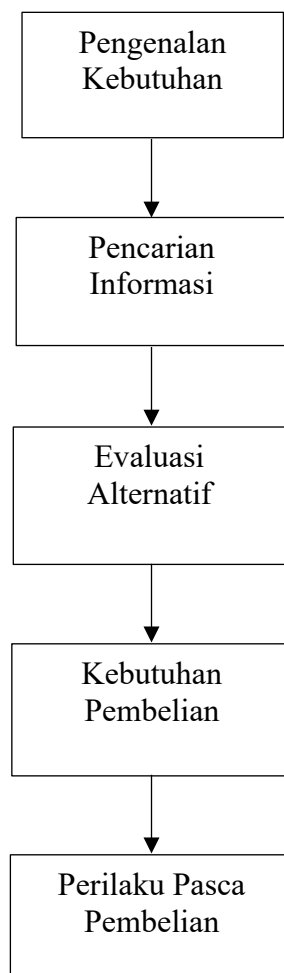 Pengenalan
Kebutuhan
Pencarian
Informasi
Evaluasi
Alternatif
Kebutuhan
Pembelian
Perilaku Pasca
Pembelian